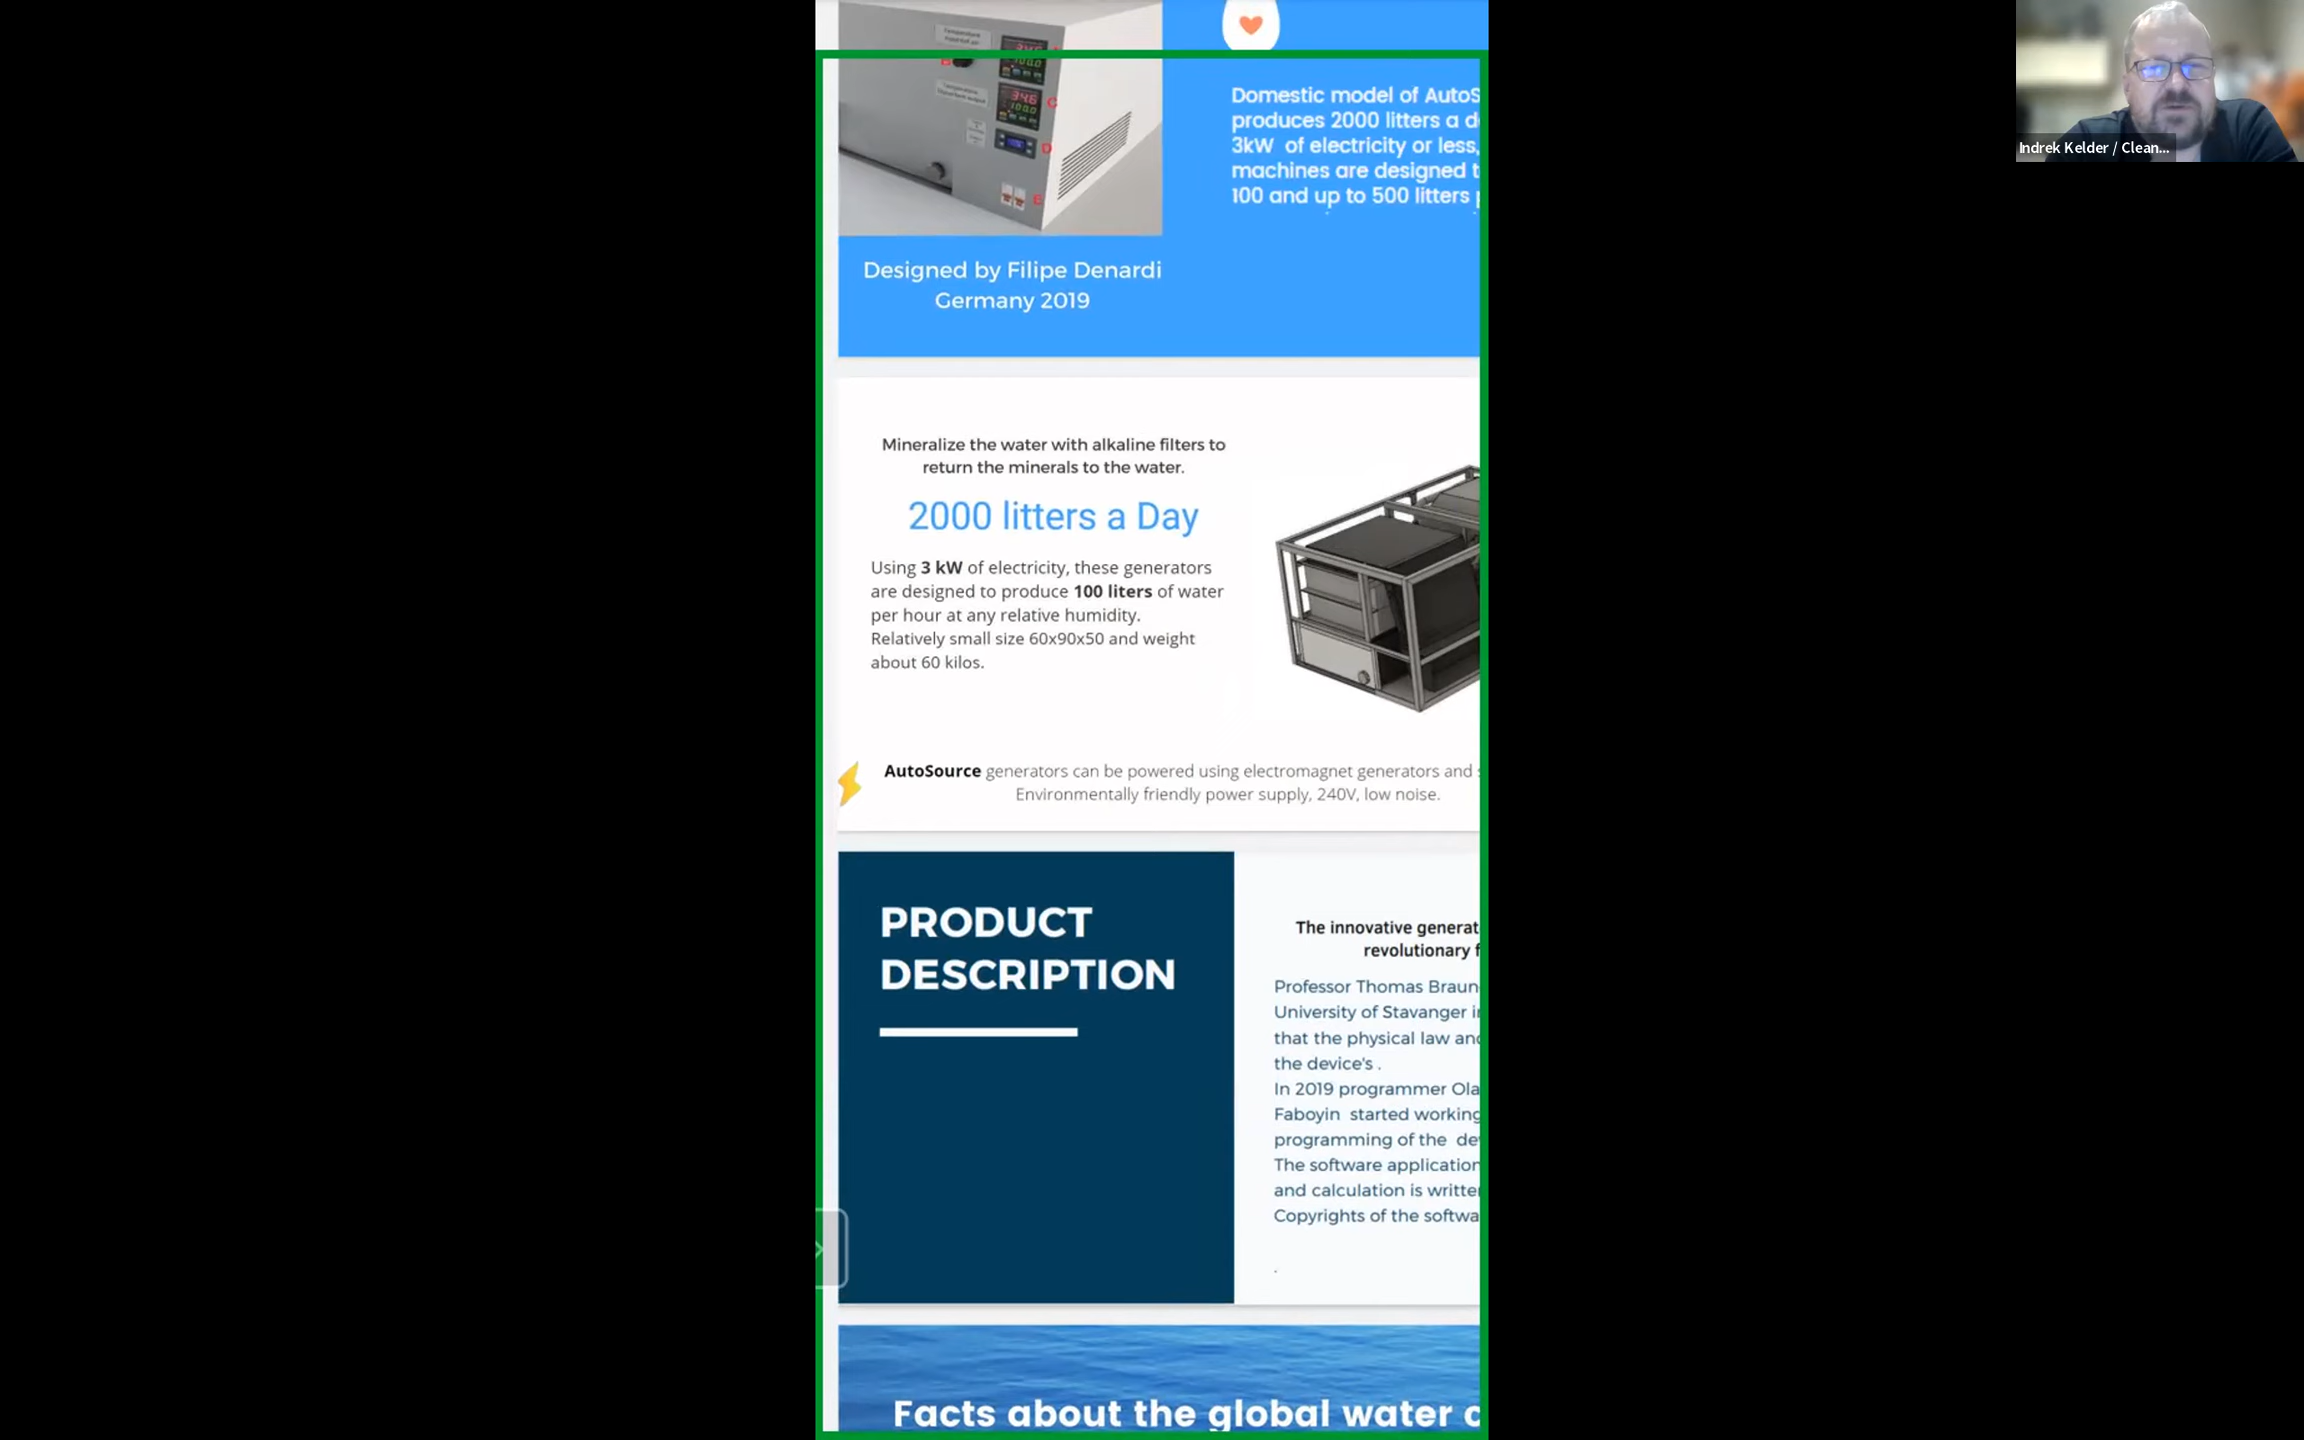 Domestic model of AutoS
produces 2000 litters a d
3kW of electricity or less,
machines are designed t
100 and up to 500 litters
34.6
100.0
C
D
Designed by Filipe Denardi
Germany 2019
Mineralize the water with alkaline filters to
return the minerals to the water.
2000 litters a Day
Using 3 kW of electricity, these generators
are designed to produce 100 liters of water
per hour at any relative humidity.
Relatively small size 60x90x50 and weight
about 60 kilos.
AutoSource generators can be powered using electromagnet generators and
Environmentally friendly power supply, 240V, low noise.
PRODUCT
DESCRIPTION
The innovative generat
revolutionary f
Professor Thomas Braun
University of Stavanger i
that the physical law and
the device's .
In 2019 programmer Ola
Faboyin started working
programming of the de
The software application
and calculation is writte
Copyrights of the softwa
.
Facts about the global water c
Indrek Kelder / Clean...